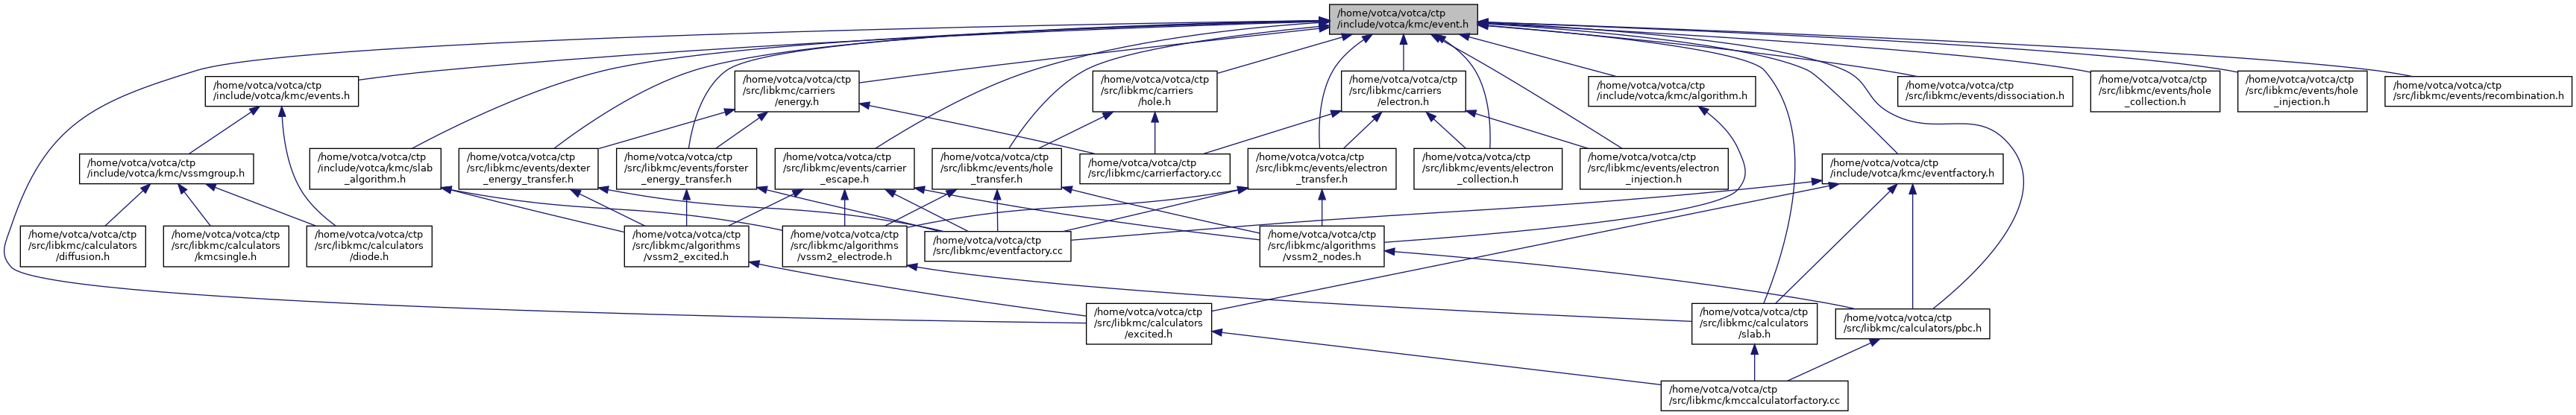 /home/votca/votca/ctp
/include/votca/kmc/event.h
/home/votca/votca/ctp
/include/votca/kmc/events.h
/home/votca/votca/ctp
/src/libkmc/carriers
/energy.h
/home/votca/votca/ctp
/src/libkmc/carriers
/hole.h
/home/votca/votca/ctp
/src/libkmc/carriers
/electron.h
/home/votca/votca/ctp
/include/votca/kmc/algorithm.h
/home/votca/votca/ctp
/src/libkmc/events/dissociation.h
/home/votca/votca/ctp
/src/libkmc/events/hole
_collection.h
/home/votca/votca/ctp
/src/libkmc/events/hole
_injection.h
/home/votca/votca/ctp
/src/libkmc/events/recombination.h
/home/votca/votca/ctp
/include/votca/kmc/vssmgroup.h
/home/votca/votca/ctp
/include/votca/kmc/slab
_algorithm.h
/home/votca/votca/ctp
/src/libkmc/events/dexter
_energy_transfer.h
/home/votca/votca/ctp
/src/libkmc/events/forster
_energy_transfer.h
/home/votca/votca/ctp
/src/libkmc/events/carrier
_escape.h
/home/votca/votca/ctp
/src/libkmc/events/hole
_transfer.h
/home/votca/votca/ctp
/src/libkmc/carrierfactory.cc
/home/votca/votca/ctp
/src/libkmc/events/electron
_transfer.h
/home/votca/votca/ctp
/src/libkmc/events/electron
_collection.h
/home/votca/votca/ctp
/src/libkmc/events/electron
_injection.h
/home/votca/votca/ctp
/include/votca/kmc/eventfactory.h
/home/votca/votca/ctp
/src/libkmc/calculators
/diffusion.h
/home/votca/votca/ctp
/src/libkmc/calculators
/kmcsingle.h
/home/votca/votca/ctp
/src/libkmc/calculators
/diode.h
/home/votca/votca/ctp
/src/libkmc/algorithms
/vssm2_excited.h
/home/votca/votca/ctp
/src/libkmc/algorithms
/vssm2_electrode.h
/home/votca/votca/ctp
/src/libkmc/eventfactory.cc
/home/votca/votca/ctp
/src/libkmc/algorithms
/vssm2_nodes.h
/home/votca/votca/ctp
/src/libkmc/calculators
/excited.h
/home/votca/votca/ctp
/src/libkmc/calculators
/slab.h
/home/votca/votca/ctp
/src/libkmc/calculators/pbc.h
/home/votca/votca/ctp
/src/libkmc/kmccalculatorfactory.cc